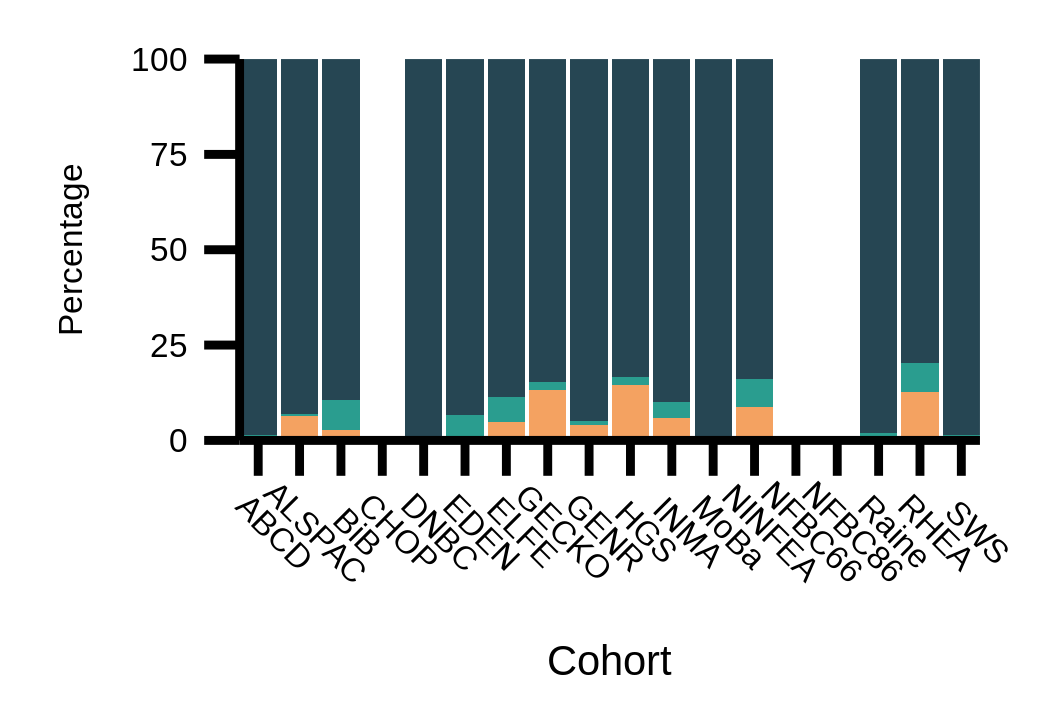 100
75
50
25
0
Percentage
ABCD
ALSPAC
BiB
CHOP
DNBC
EDEN
ELFE
GECKO
GENR
HGS
INMA
MoBa
NINFEA
NFBC66
NFBC86
Raine
RHEA
SWS
Cohort